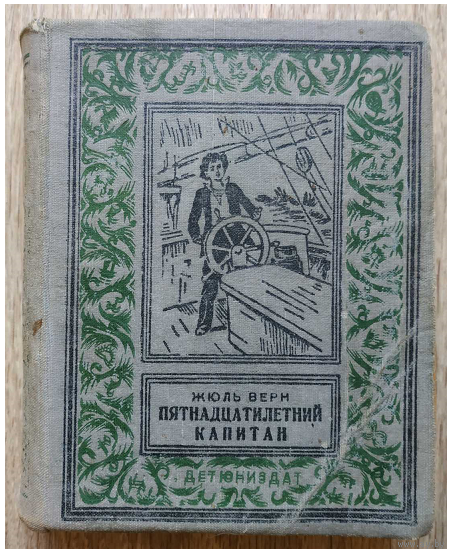 ЖЮЛЬ ВЕРН
ПЯТНАДЦАТИЛЕТНИЙ
КАПИТАН
ДЕТЮНИЗДАТ